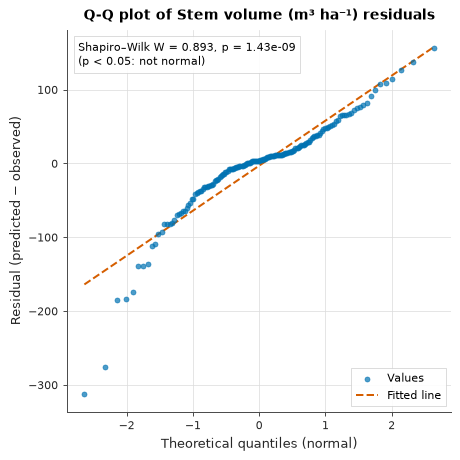 Q-Q plot of Stem volume (m³ ha⁻¹) residuals
Shapiro–Wilk W = 0.893, p = 1.43e-09
(p < 0.05: not normal)
Residual (predicted − observed)
100
0
−100
−200
−300
−2
−1
0
1
2
Theoretical quantiles (normal)
Values
Fitted line